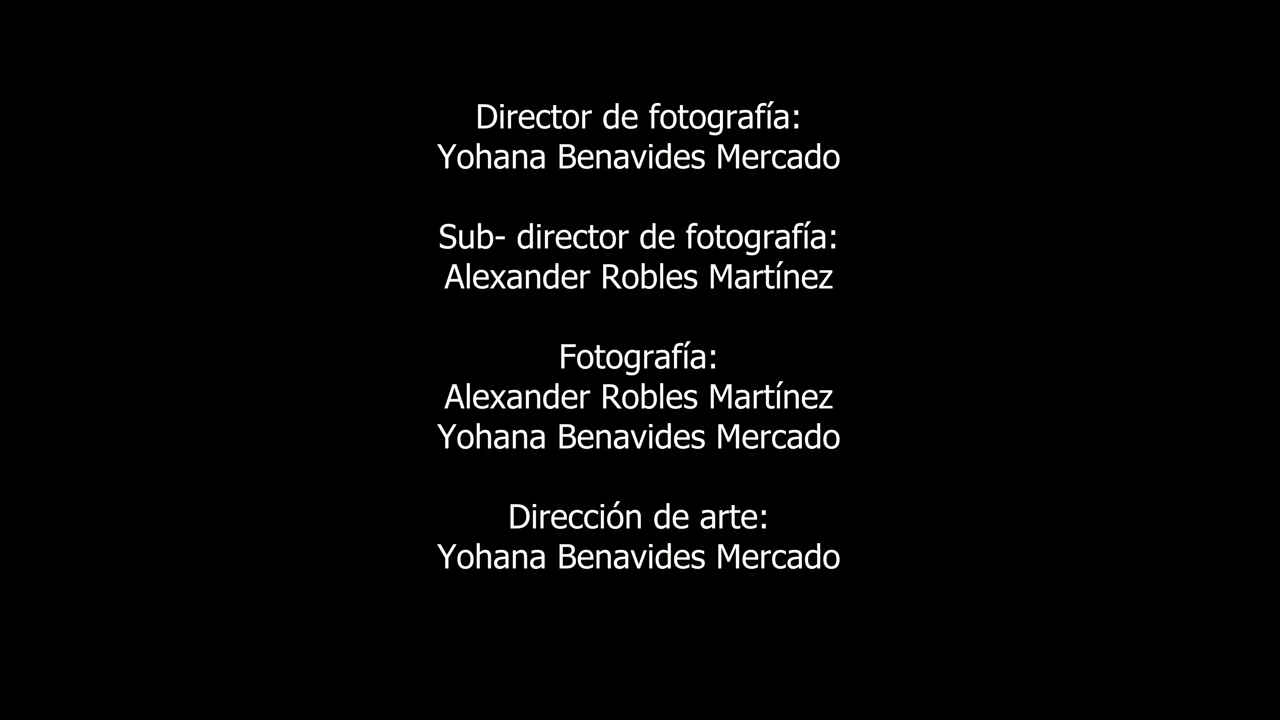 Director de fotografía:
Yohana Benavides Mercado
Sub- director de fotografía:
Alexander Robles Martínez
Fotografía:
Alexander Robles Martínez
Yohana Benavides Mercado
Dirección de arte:
Yohana Benavides Mercado